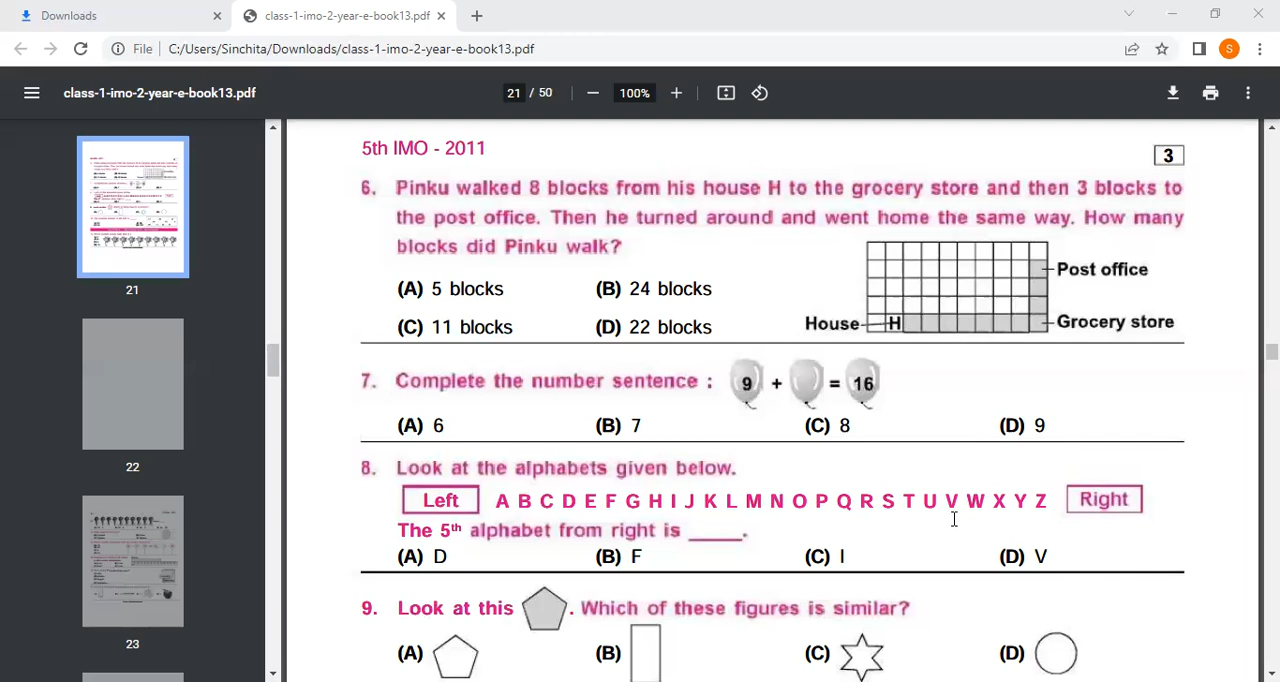 Downloads
class-1-imo-2-year-e-book13.pdf
File
C:/Users/Sinchita/Downloads/class-1-imo-2-year-e-book13.pdf
S
class-1-imo-2-year-e-book13.pdf
21 / 50
100%
21
22
23
5th IMO - 2011
3
6. Pinku walked 8 blocks from his house H to the grocery store and then 3 blocks to
the post office. Then he turned around and went home the same way. How many
blocks did Pinku walk?
(A) 5 blocks (B) 24 blocks
(C) 11 blocks (D) 22 blocks
Post office
House H Grocery store
7. Complete the number sentence : 9 + = 16
(A) 6 (B) 7 (C) 8 (D) 9
8. Look at the alphabets given below.
Left A B C D E F G H I J K L M N O P Q R S T U V W X Y Z Right
The 5th alphabet from right is _____.
(A) D (B) F (C) I (D) V
9. Look at this . Which of these figures is similar?
(A) (B) (C) (D)